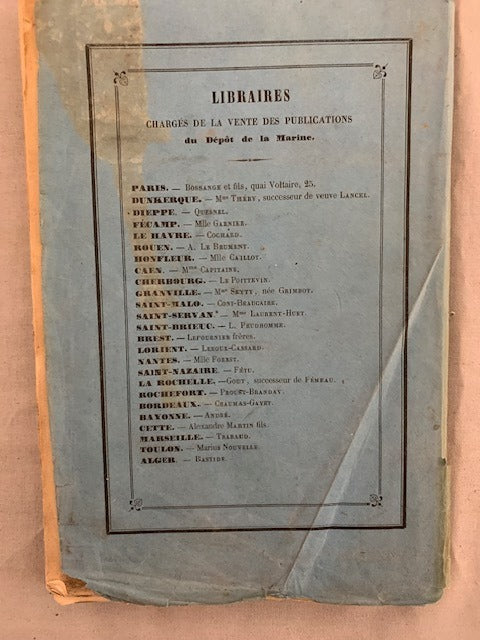 LIBRAIRES
CHARGÉS DE LA VENTE DES PUBLICATIONS
du Dépôt de la Marine.
PARIS. — BOSSANGE et fils, quai Voltaire, 25.
DUNKERQUE. — Mme THÉRY, successeur de veuve LANCEL.
DIEPPE. — QUESNEL.
FÉCAMP. — Mlle GARNIER.
LE HAVRE. — COCHARD.
ROUEN. — A. LE BRUMENT.
HONFLEUR. — Mlle CAILLOT.
CAEN. — Mme CAPITAINE.
CHERBOURG. — LE POITTEVIN.
GRANVILLE. — Mme SEYTY, née GRIMBOT.
SAINT-MALO. — CONY-BEAUCAIRE.
SAINT-SERVAN. — Mme LAURENT-HUET.
SAINT-BRIEUC. — L. PRUDHOMME.
BREST. — LEFOURNIER frères.
LORIENT. — LEROUX-CASSARD.
NANTES. — Mlle FOREST.
SAINT-NAZAIRE. — FÉTU.
LA ROCHELLE. — GOUT, successeur de FÉMEAU.
ROCHEFORT. — PROUST-BRANDAY.
BORDEAUX. — CHAUMAS-GAYET.
BAYONNE. — ANDRÉ.
CETTE. — Alexandre MARTIN fils.
MARSEILLE. — TRABAUD.
TOULON. — Marius NOUVELLE.
ALGER. — BASTIDE.